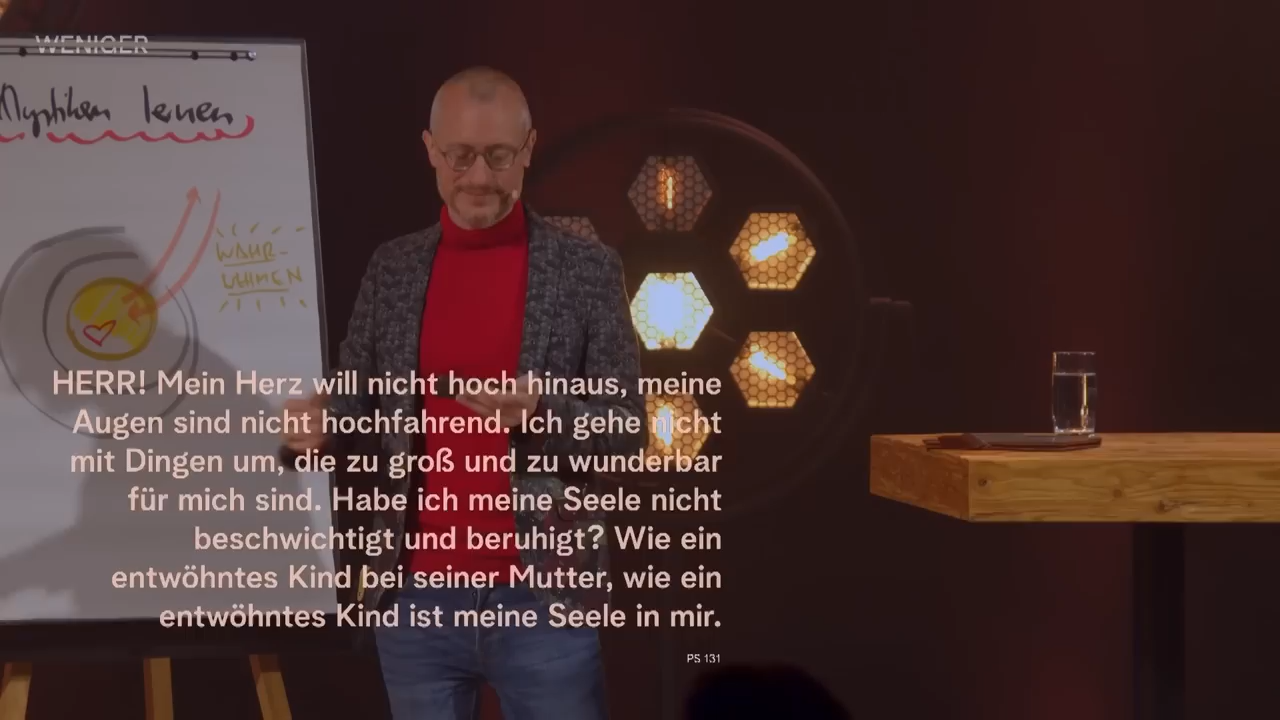 WENIGER
Mystiken lernen
WAHR-
NEHMEN
HERR! Mein Herz will nicht hoch hinaus, meine
Augen sind nicht hochfahrend. Ich gehe nicht
mit Dingen um, die zu groß und zu wunderbar
für mich sind. Habe ich meine Seele nicht
beschwichtigt und beruhigt? Wie ein
entwöhntes Kind bei seiner Mutter, wie ein
entwöhntes Kind ist meine Seele in mir.
PS 131